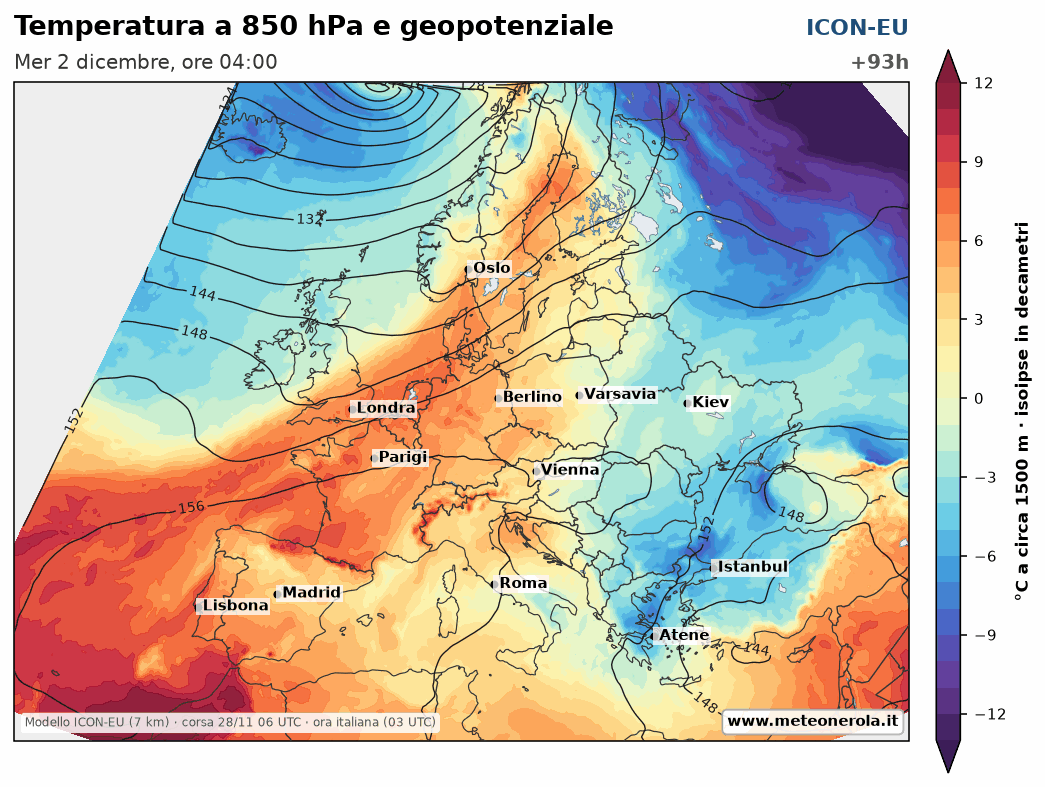 Temperatura a 850 hPa e geopotenziale
ICON-EU
Mer 2 dicembre, ore 04:00
+93h
124
128
132
144
148
152
156
Oslo
Londra
Berlino
Varsavia
Kiev
Parigi
Vienna
148
152
Istanbul
Madrid
Roma
Lisbona
Atene
144
148
Modello ICON-EU (7 km) · corsa 28/11 06 UTC · ora italiana (03 UTC)
www.meteonerola.it
12
9
6
3
0
−3
−6
−9
−12
°C a circa 1500 m · isoipse in decametri